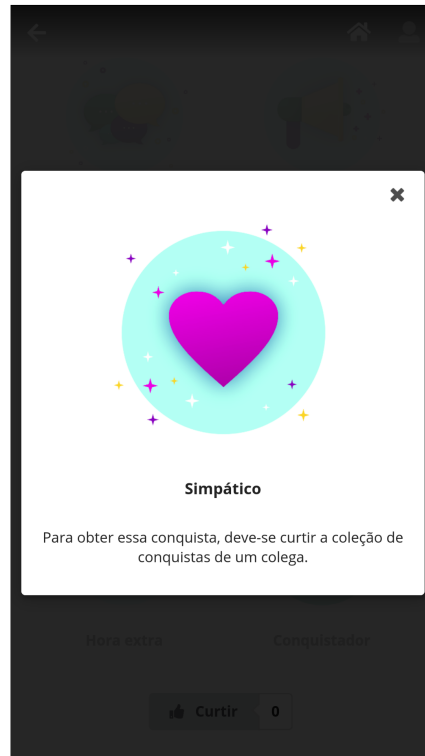 Simpático
Para obter essa conquista, deve-se curtir a coleção de
conquistas de um colega.
Hora extra
Conquistador
Curtir 0